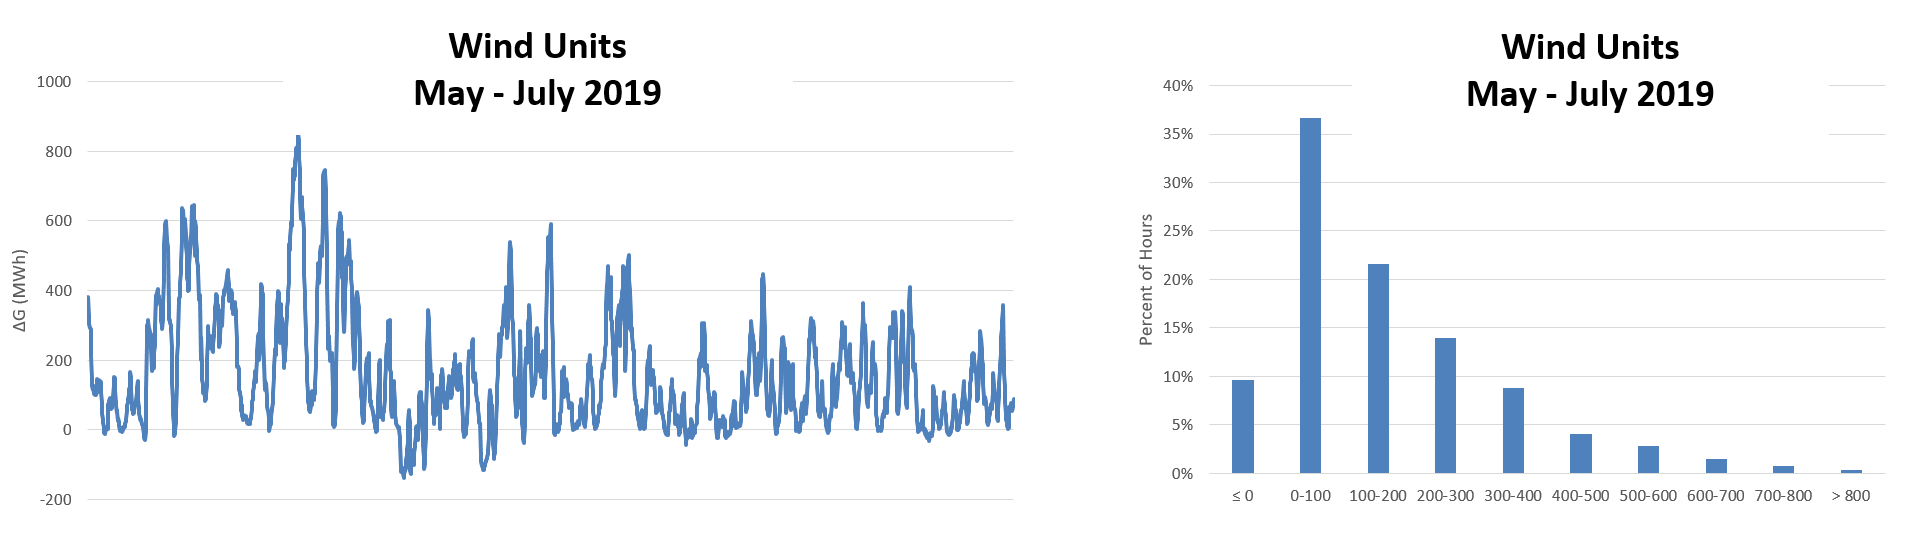 Wind Units
May - July 2019
1000
800
600
400
200
0
-200
ΔG (MWh)
Wind Units
May - July 2019
40%
35%
30%
25%
20%
15%
10%
5%
0%
Percent of Hours
≤ 0 0-100 100-200 200-300 300-400 400-500 500-600 600-700 700-800 > 800